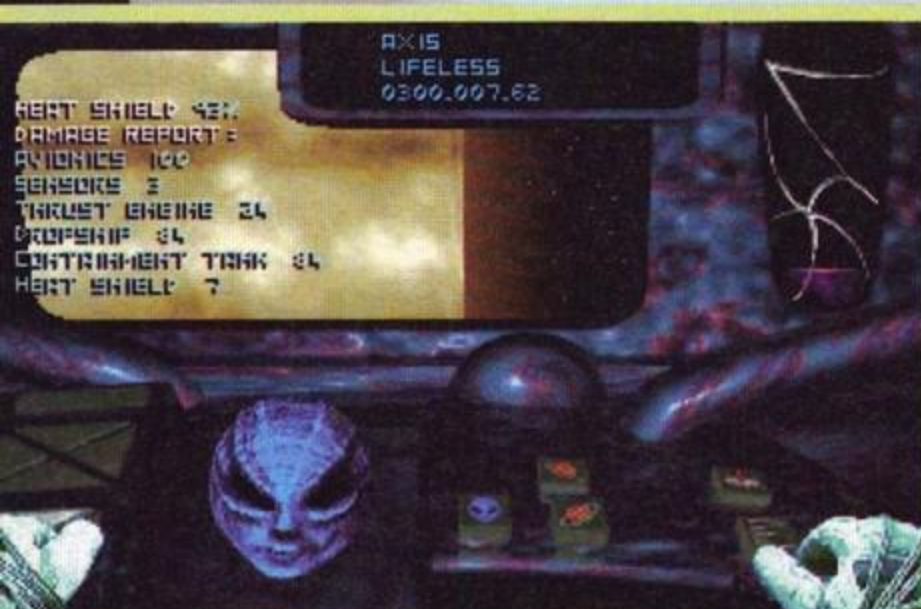 AXIS
LIFELESS
0300.007.62
HEAT SHIELD 43%
DAMAGE REPORT:
AVIONICS 100
SENSORS 3
THRUST ENGINE 24
DROPSHIP 84
CONTAINMENT TANK 84
HEAT SHIELD 7